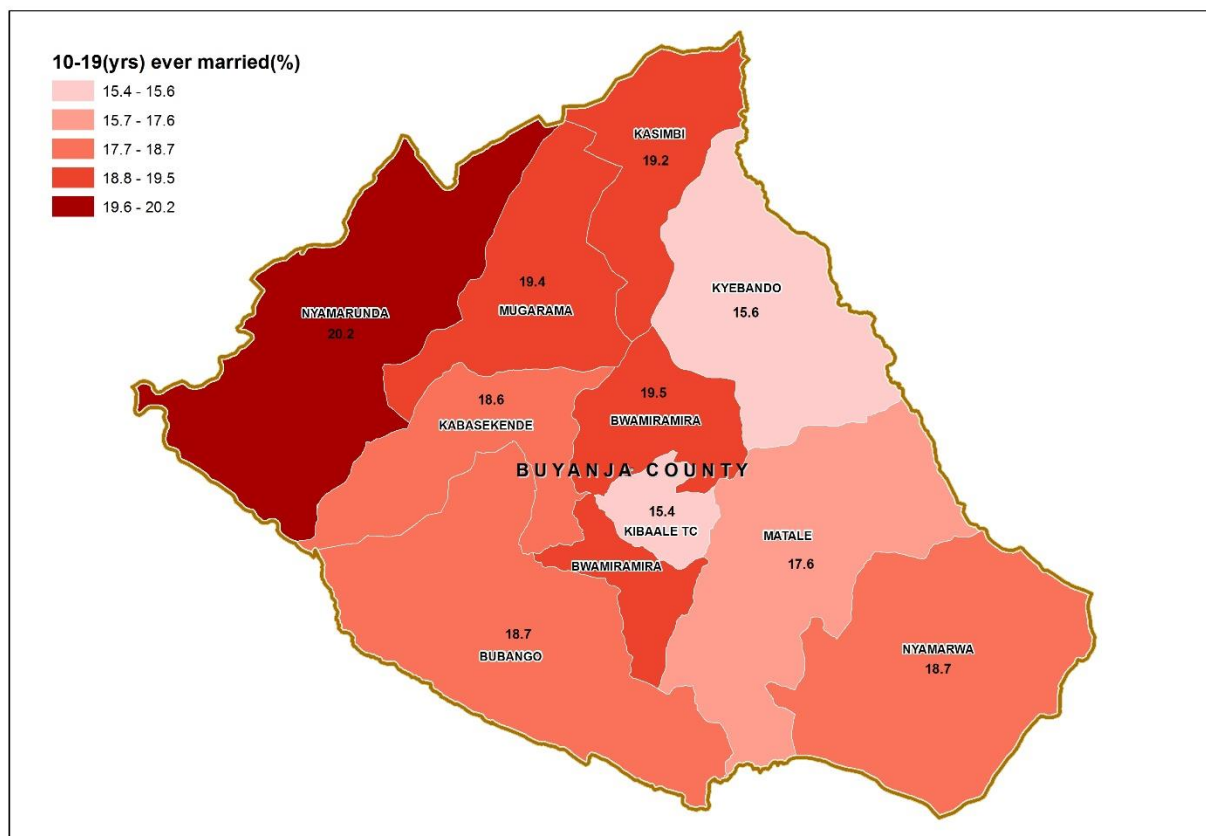 10-19(yrs) ever married(%)
15.4 - 15.6
15.7 - 17.6
17.7 - 18.7
18.8 - 19.5
19.6 - 20.2
KASIMBI
19.2
KYEBANDO
15.6
19.4
MUGARAMA
NYAMARUNDA
20.2
18.6
KABASEKENDE
19.5
BWAMIRAMIRA
BUYANJA COUNTY
15.4
KIBAALE TC
BWAMIRAMIRA
MATALE
17.6
18.7
BUBANGO
NYAMARWA
18.7